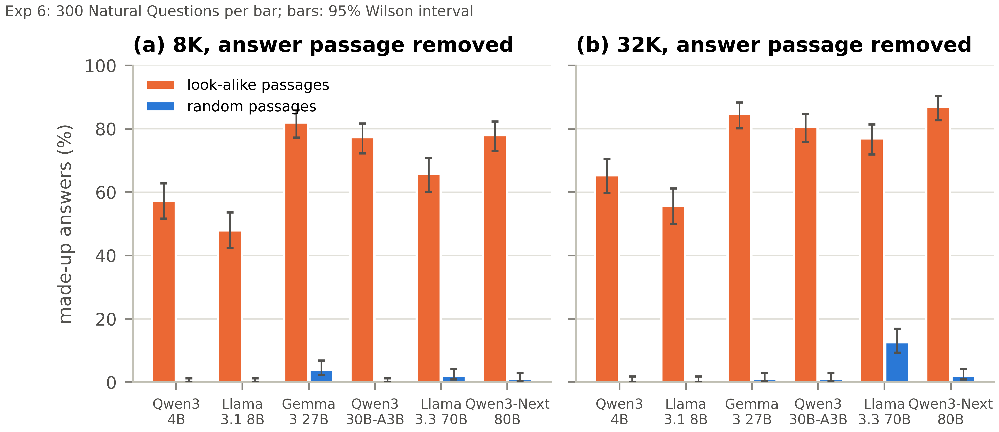 Exp 6: 300 Natural Questions per bar; bars: 95% Wilson interval
(a) 8K, answer passage removed
(b) 32K, answer passage removed
made-up answers (%)
100
80
60
40
20
0
look-alike passages
random passages
Qwen3
4B
Llama
3.1 8B
Gemma
3 27B
Qwen3
30B-A3B
Llama
3.3 70B
Qwen3-Next
80B
Qwen3
4B
Llama
3.1 8B
Gemma
3 27B
Qwen3
30B-A3B
Llama
3.3 70B
Qwen3-Next
80B